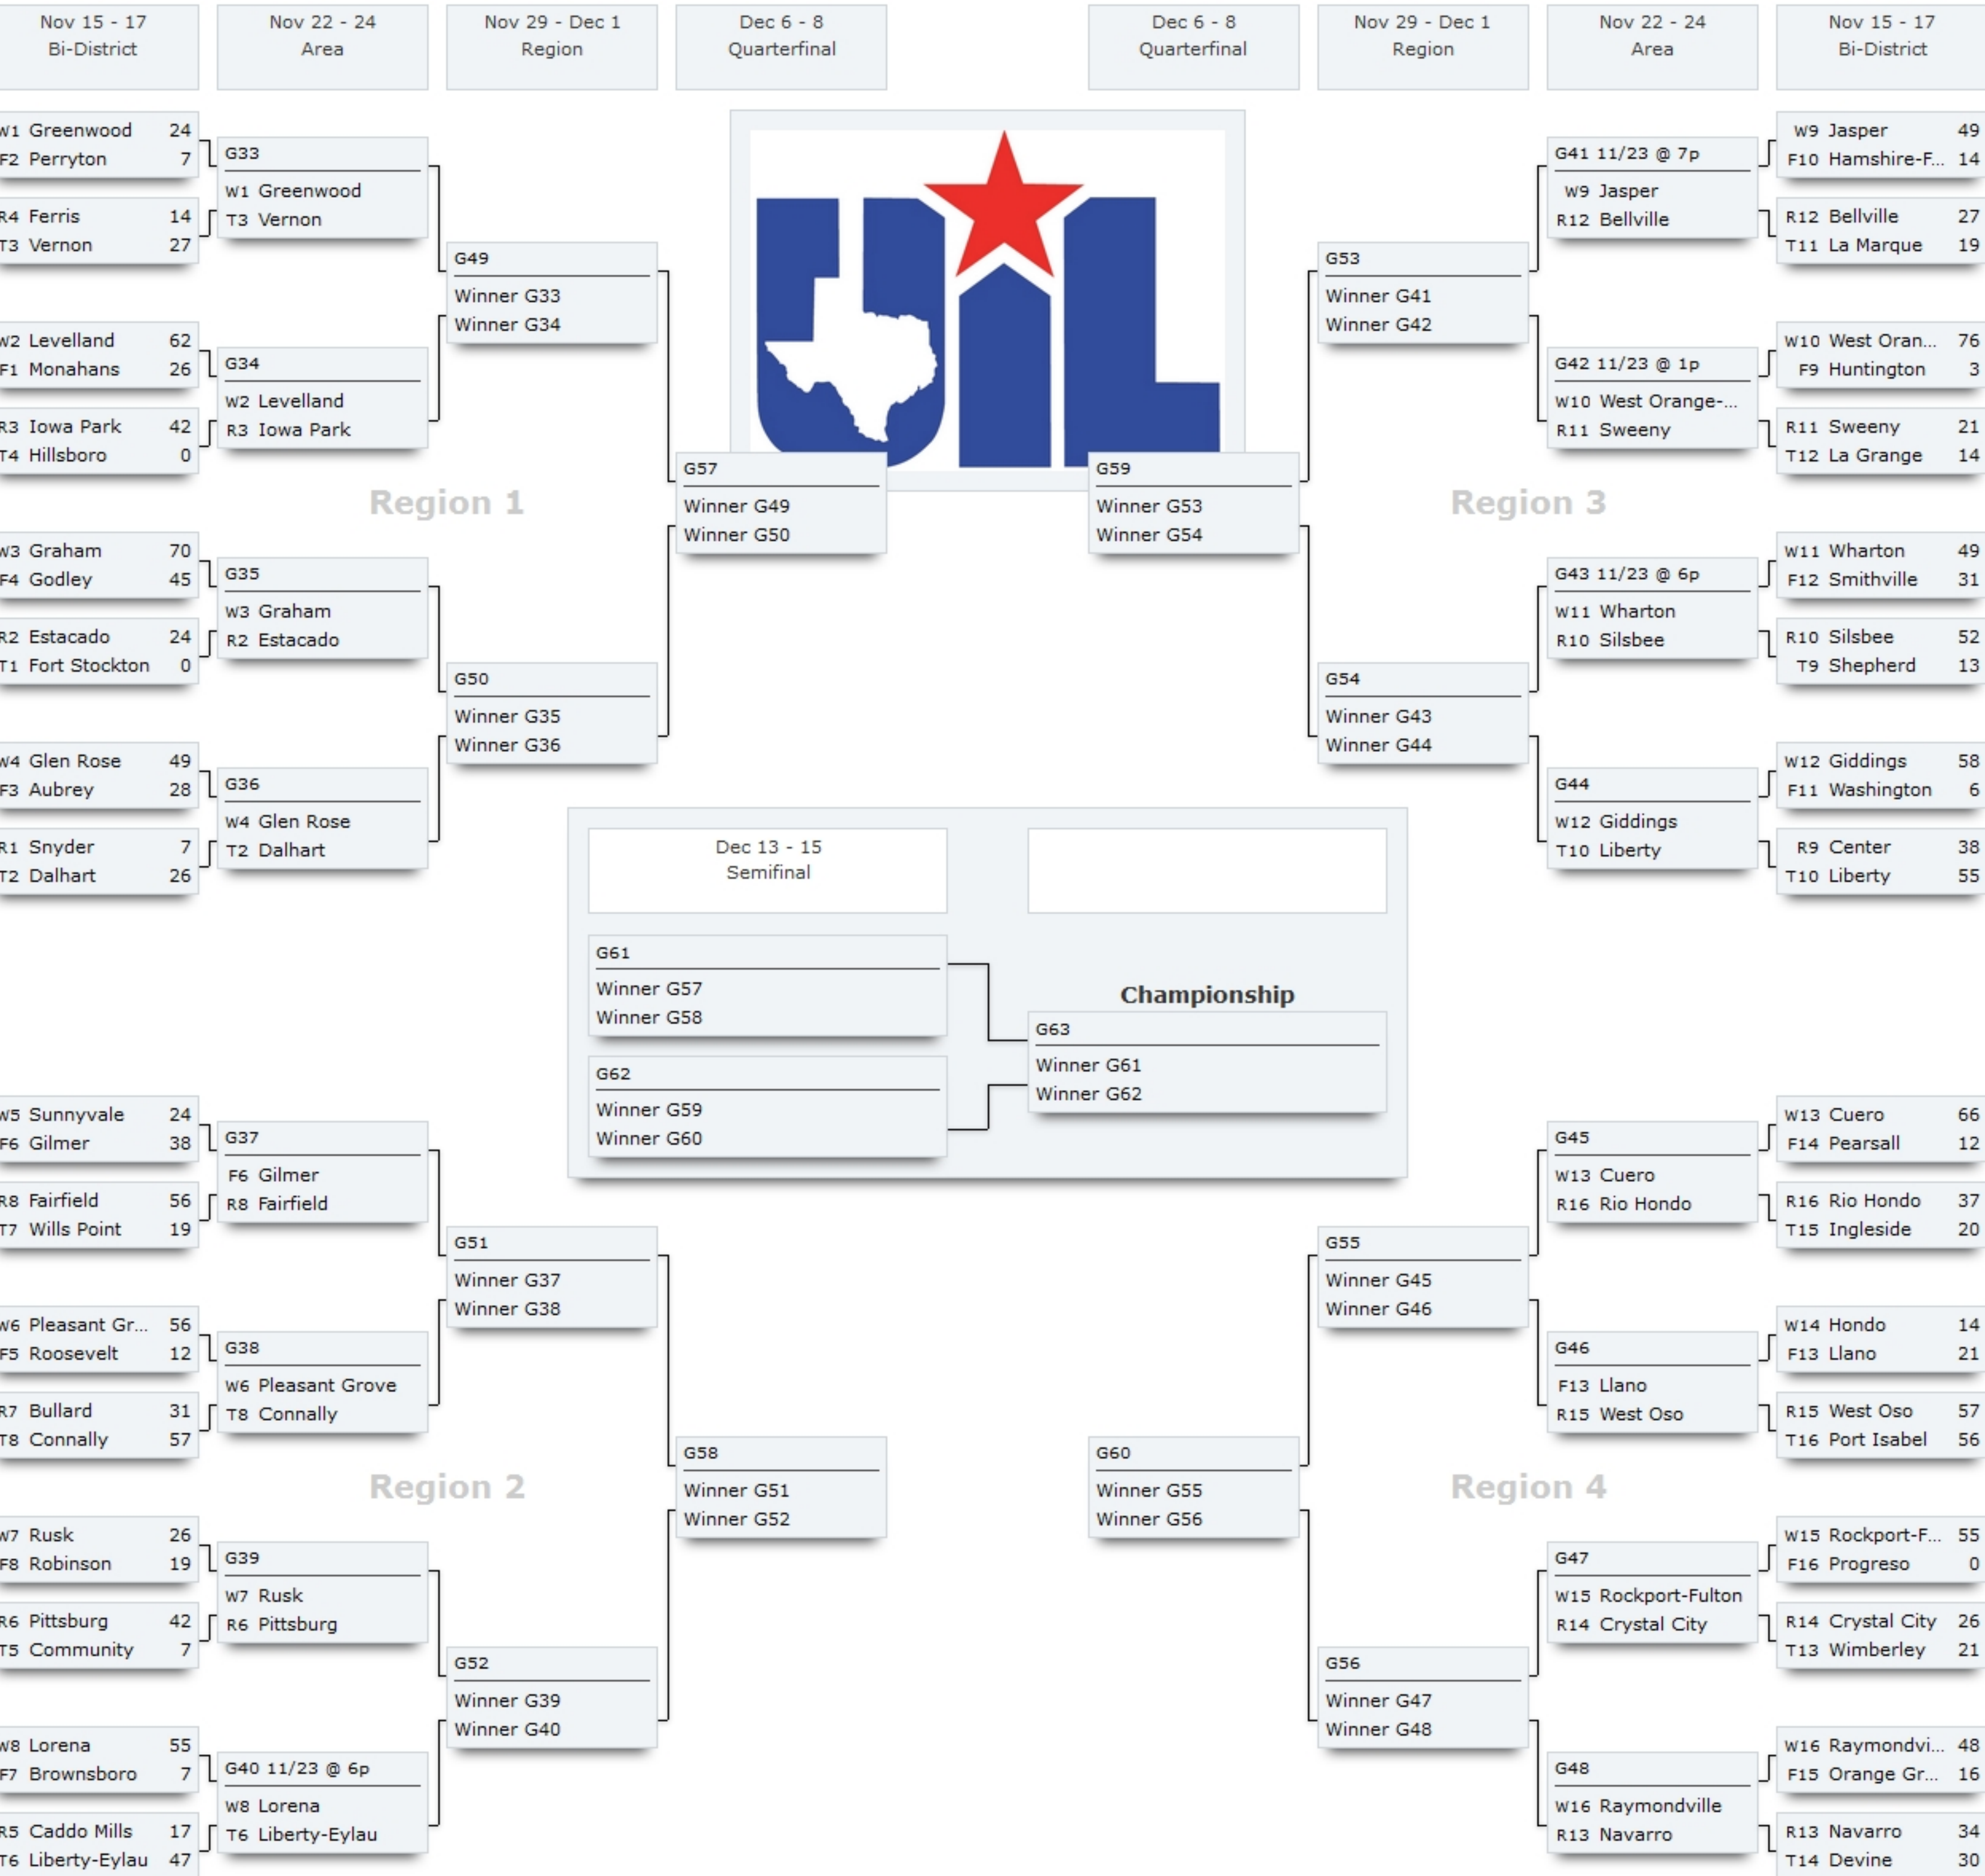 Nov 15 - 17
Bi-District
Nov 22 - 24
Area
Nov 29 - Dec 1
Region
Dec 6 - 8
Quarterfinal
Dec 6 - 8
Quarterfinal
Nov 29 - Dec 1
Region
Nov 22 - 24
Area
Nov 15 - 17
Bi-District
W1 Greenwood 24
F2 Perryton 7
R4 Ferris 14
T3 Vernon 27
W2 Levelland 62
F1 Monahans 26
R3 Iowa Park 42
T4 Hillsboro 0
W3 Graham 70
F4 Godley 45
R2 Estacado 24
T1 Fort Stockton 0
W4 Glen Rose 49
F3 Aubrey 28
R1 Snyder 7
T2 Dalhart 26
G33
W1 Greenwood
T3 Vernon
G34
W2 Levelland
R3 Iowa Park
G35
W3 Graham
R2 Estacado
G36
W4 Glen Rose
T2 Dalhart
G49
Winner G33
Winner G34
G50
Winner G35
Winner G36
Region 1
G57
Winner G49
Winner G50
UIL
G59
Winner G53
Winner G54
Region 3
G53
Winner G41
Winner G42
G54
Winner G43
Winner G44
G41 11/23 @ 7p
W9 Jasper
R12 Bellville
G42 11/23 @ 1p
W10 West Orange-...
R11 Sweeny
G43 11/23 @ 6p
W11 Wharton
R10 Silsbee
G44
W12 Giddings
T10 Liberty
W9 Jasper 49
F10 Hamshire-F... 14
R12 Bellville 27
T11 La Marque 19
W10 West Oran... 76
F9 Huntington 3
R11 Sweeny 21
T12 La Grange 14
W11 Wharton 49
F12 Smithville 31
R10 Silsbee 52
T9 Shepherd 13
W12 Giddings 58
F11 Washington 6
R9 Center 38
T10 Liberty 55
Dec 13 - 15
Semifinal
G61
Winner G57
Winner G58
G62
Winner G59
Winner G60
Championship
G63
Winner G61
Winner G62
W5 Sunnyvale 24
F6 Gilmer 38
R8 Fairfield 56
T7 Wills Point 19
W6 Pleasant Gr... 56
F5 Roosevelt 12
R7 Bullard 31
T8 Connally 57
W7 Rusk 26
F8 Robinson 19
R6 Pittsburg 42
T5 Community 7
W8 Lorena 55
F7 Brownsboro 7
R5 Caddo Mills 17
T6 Liberty-Eylau 47
G37
F6 Gilmer
R8 Fairfield
G38
W6 Pleasant Grove
T8 Connally
G39
W7 Rusk
R6 Pittsburg
G40 11/23 @ 6p
W8 Lorena
T6 Liberty-Eylau
G51
Winner G37
Winner G38
G52
Winner G39
Winner G40
Region 2
G58
Winner G51
Winner G52
G60
Winner G55
Winner G56
Region 4
G55
Winner G45
Winner G46
G56
Winner G47
Winner G48
G45
W13 Cuero
R16 Rio Hondo
G46
F13 Llano
R15 West Oso
G47
W15 Rockport-Fulton
R14 Crystal City
G48
W16 Raymondville
R13 Navarro
W13 Cuero 66
F14 Pearsall 12
R16 Rio Hondo 37
T15 Ingleside 20
W14 Hondo 14
F13 Llano 21
R15 West Oso 57
T16 Port Isabel 56
W15 Rockport-F... 55
F16 Progreso 0
R14 Crystal City 26
T13 Wimberley 21
W16 Raymondvi... 48
F15 Orange Gr... 16
R13 Navarro 34
T14 Devine 30